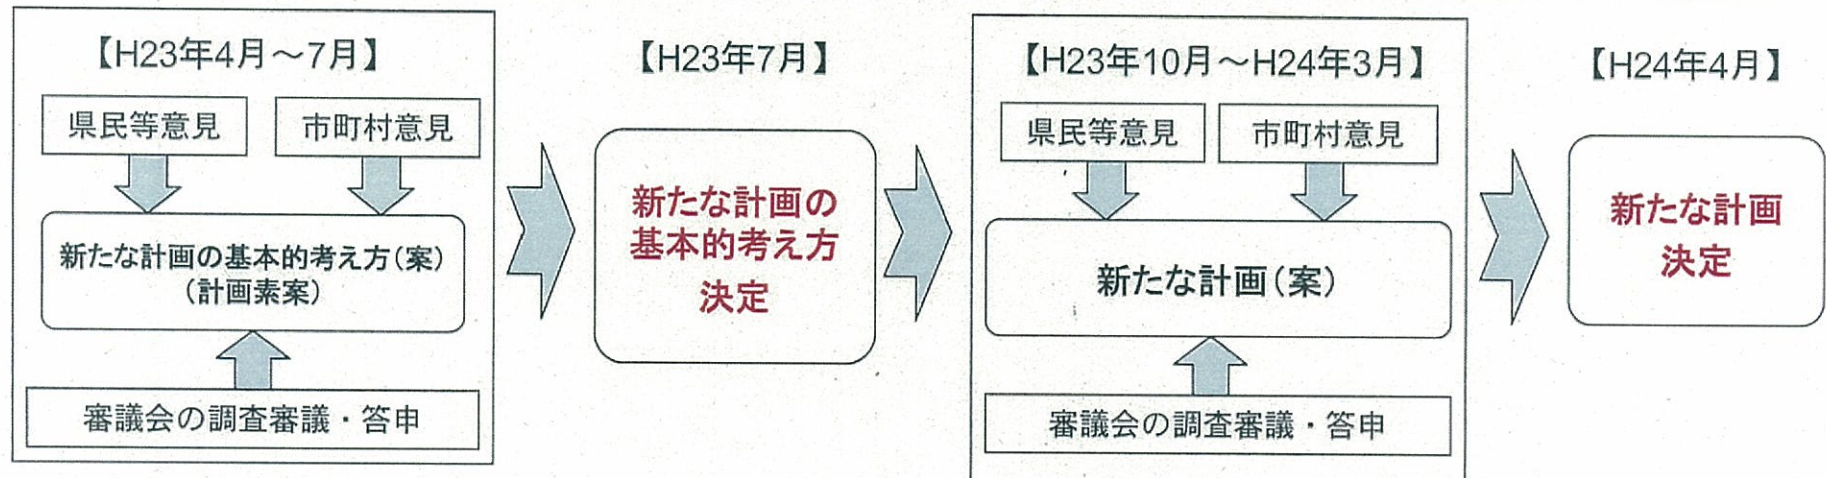 【H23年4月～7月】
県民等意見
市町村意見
新たな計画の基本的考え方（案）
（計画素案）
審議会の調査審議・答申
【H23年7月】
新たな計画の
基本的考え方
決定
【H23年10月～H24年3月】
県民等意見
市町村意見
新たな計画（案）
審議会の調査審議・答申
【H24年4月】
新たな計画
決定